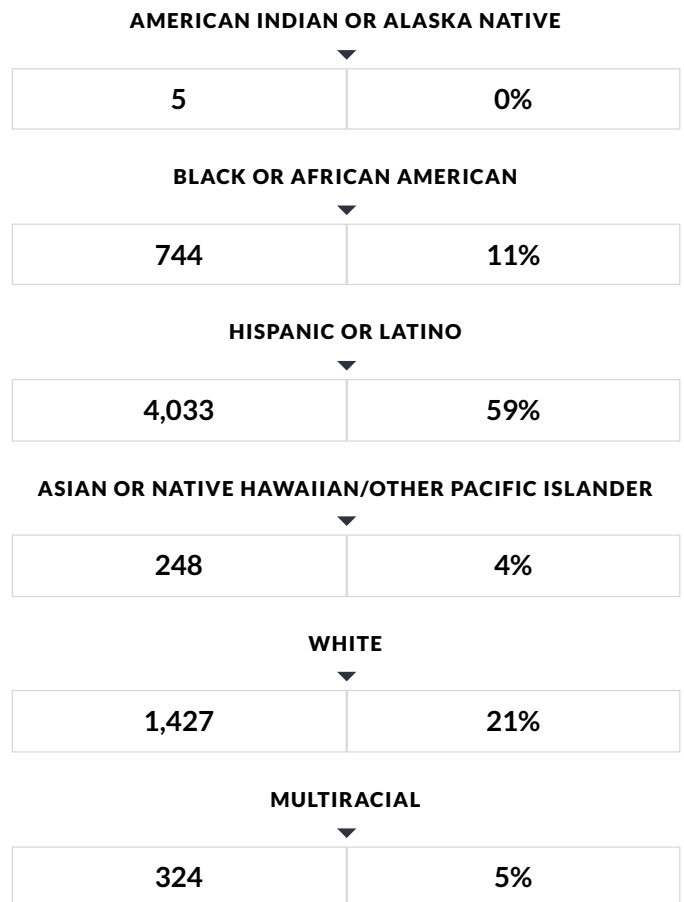 AMERICAN INDIAN OR ALASKA NATIVE
5 0%
BLACK OR AFRICAN AMERICAN
744 11%
HISPANIC OR LATINO
4,033 59%
ASIAN OR NATIVE HAWAIIAN/OTHER PACIFIC ISLANDER
248 4%
WHITE
1,427 21%
MULTIRACIAL
324 5%